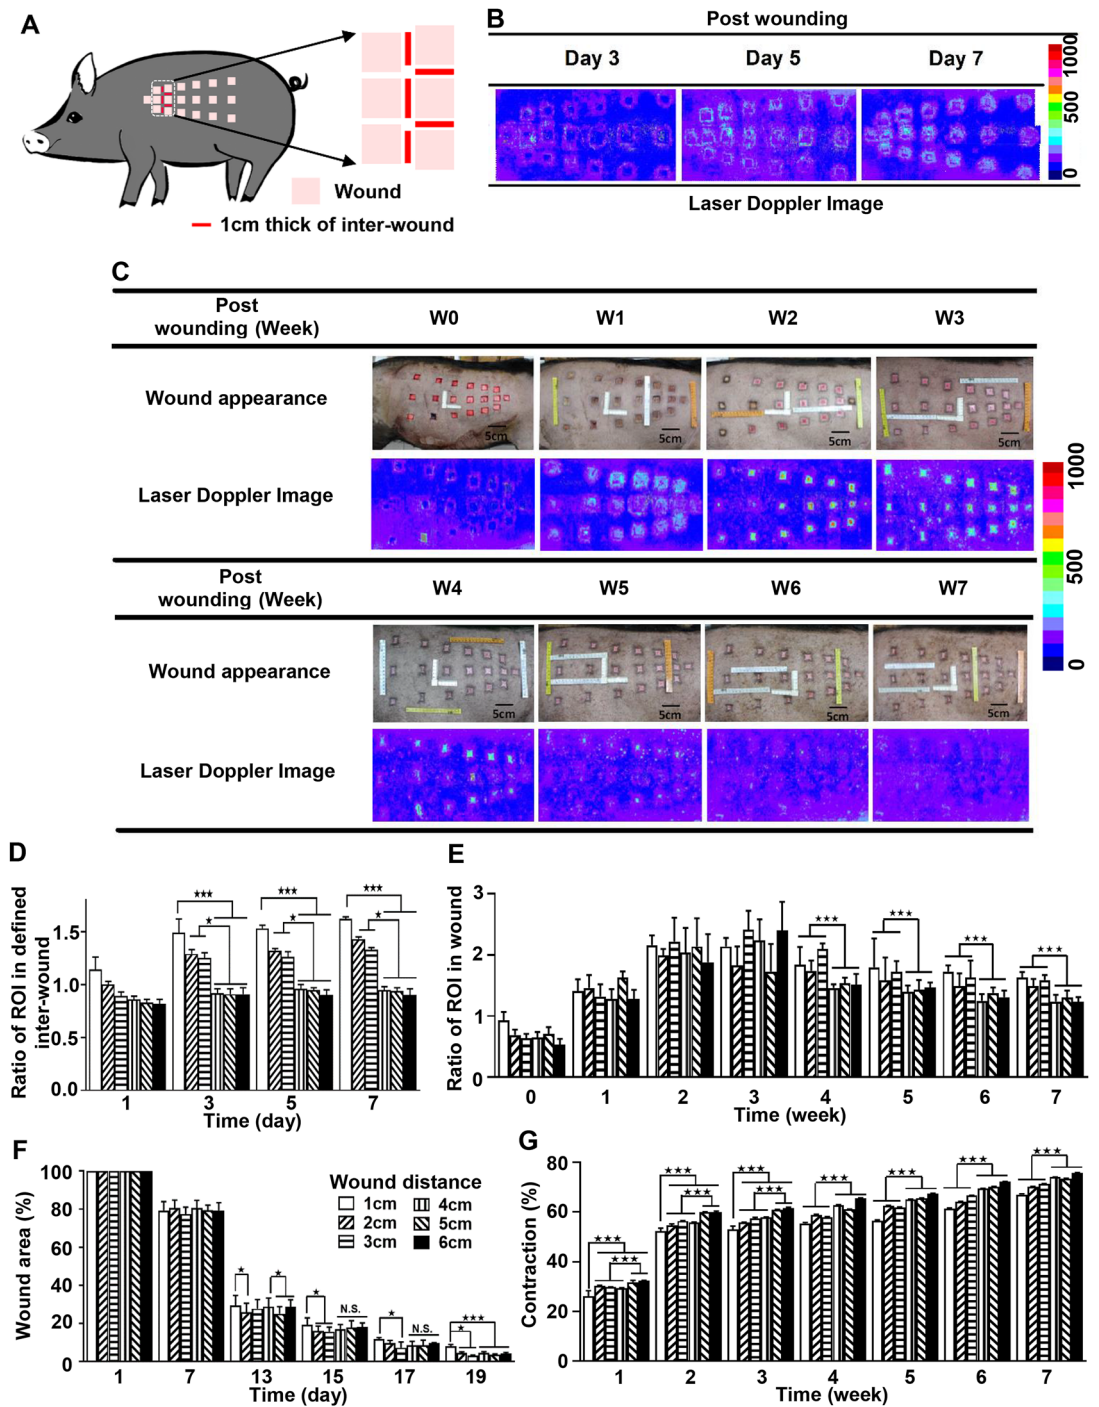 A
Wound
1cm thick of inter-wound
B
Post wounding
Day 3 Day 5 Day 7
1000
500
0
Laser Doppler Image
C
Post
wounding (Week)
W0 W1 W2 W3
Wound appearance
5cm 5cm 5cm 5cm
Laser Doppler Image
Post
wounding (Week)
W4 W5 W6 W7
Wound appearance
5cm 5cm 5cm 5cm
Laser Doppler Image
1000
500
0
D
Ratio of ROI in defined
inter-wound
1.5
1.0
0.5
0.0
*** * *** * *** *
1 3 5 7
Time (day)
E
Ratio of ROI in wound
3
2
1
0
*** *** *** ***
0 1 2 3 4 5 6 7
Time (week)
F
Wound area (%)
100
80
60
40
20
0
Wound distance
1cm 4cm
2cm 5cm
3cm 6cm
* * * N.S. * N.S. *** *
1 7 13 15 17 19
Time (day)
G
Contraction (%)
80
60
40
20
0
*** *** *** *** *** *** *** *** *** ***
1 2 3 4 5 6 7
Time (week)